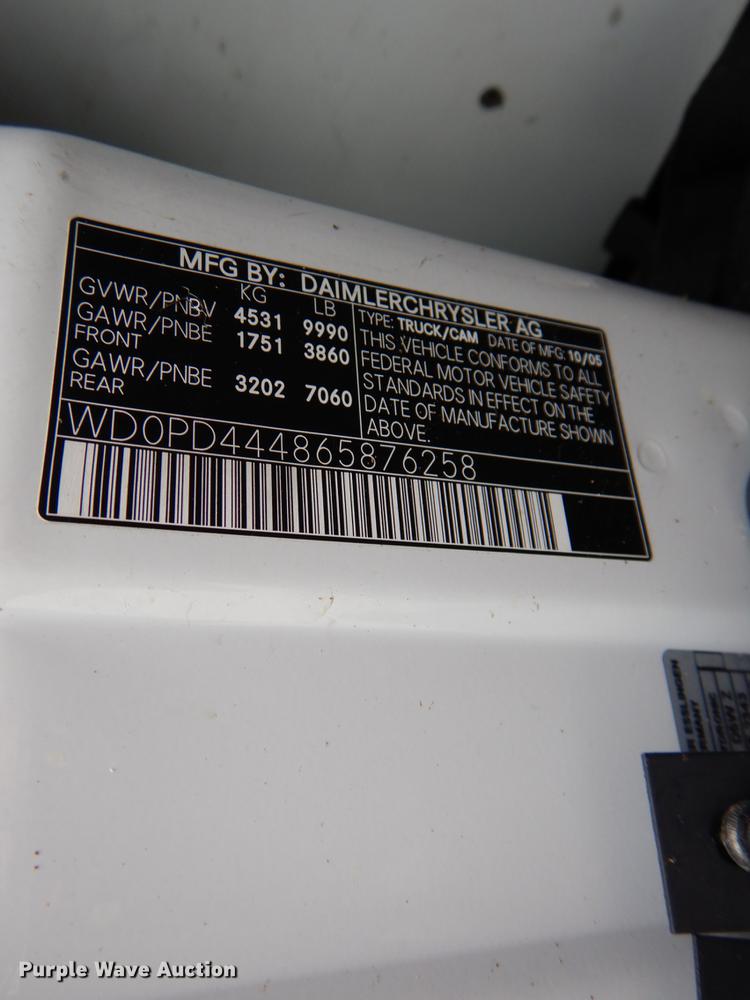 MFG BY: DAIMLERCHRYSLER AG
KG LB
GVWR/PNBV 4531 9990
GAWR/PNBE 1751 3860
FRONT
GAWR/PNBE 3202 7060
REAR
TYPE: TRUCK/CAM DATE OF MFG: 10/05
THIS VEHICLE CONFORMS TO ALL
FEDERAL MOTOR VEHICLE SAFETY
STANDARDS IN EFFECT ON THE
DATE OF MANUFACTURE SHOWN
ABOVE.
WD0PD444865876258
ESSLINGEN
Purple Wave Auction